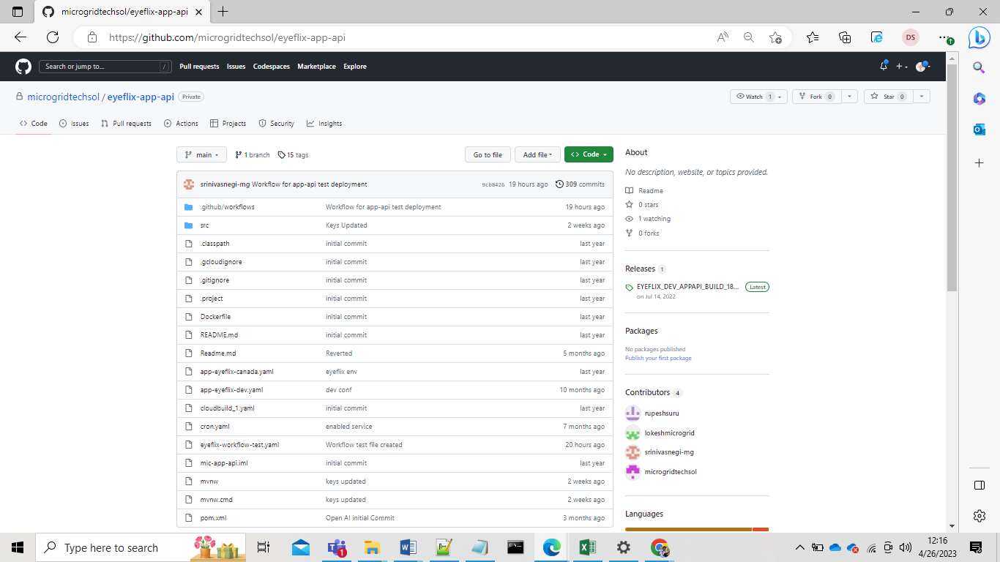 microgridtechsol/eyeflix-app-api
https://github.com/microgridtechsol/eyeflix-app-api
DS
Search or jump to...
/
Pull requests
Issues
Codespaces
Marketplace
Explore
microgridtechsol / eyeflix-app-api
Private
Watch 1
Fork 0
Star 0
Code
Issues
Pull requests
Actions
Projects
Security
Insights
main
1 branch
15 tags
Go to file
Add file
Code
srinivasnegi-mg Workflow for app-api test deployment 9cb8426 19 hours ago 309 commits
.github/workflows Workflow for app-api test deployment 19 hours ago
src Keys Updated 2 weeks ago
.classpath initial commit last year
.gcloudignore initial commit last year
.gitignore initial commit last year
.project initial commit last year
Dockerfile initial commit last year
README.md initial commit last year
Readme.md Reverted 5 months ago
app-eyeflix-canada.yaml eyeflix env last year
app-eyeflix-dev.yaml dev conf 10 months ago
cloudbuild_1.yaml initial commit last year
cron.yaml enabled service 7 months ago
eyeflix-workflow-test.yaml Workflow test file created 20 hours ago
mic-app-api.iml initial commit last year
mvnw keys updated 2 weeks ago
mvnw.cmd keys updated 2 weeks ago
pom.xml Open AI initial Commit 3 months ago
About
No description, website, or topics provided.
Readme
0 stars
1 watching
0 forks
Releases 1
EYEFLIX_DEV_APPAPI_BUILD_18... Latest
on Jul 14, 2022
Packages
No packages published
Publish your first package
Contributors 4
rupeshsuru
lokeshmicrogrid
srinivasnegi-mg
microgridtechsol
Languages
Type here to search
1
12:16
4/26/2023